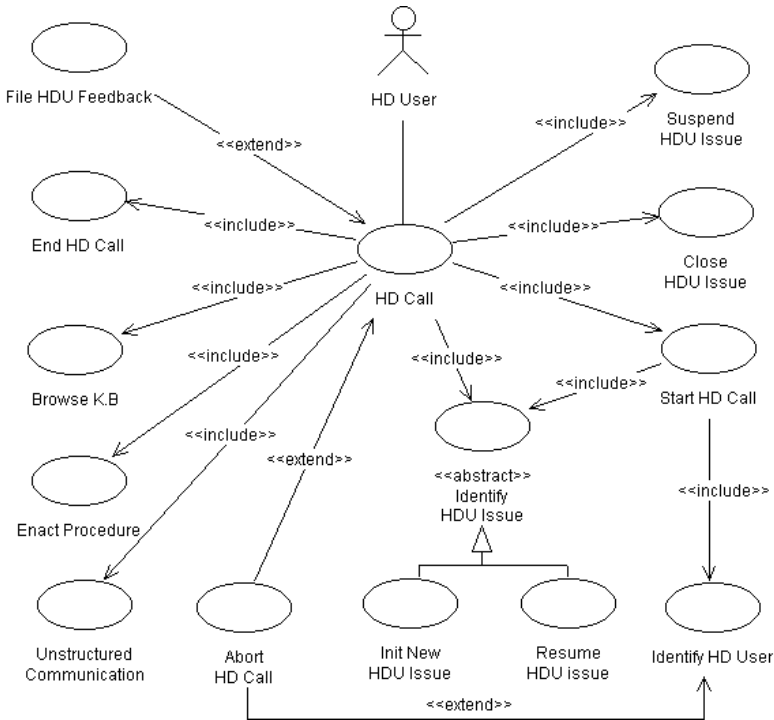 File HDU Feedback
HD User
<<include>>
Suspend
HDU Issue
<<extend>>
End HD Call
<<include>>
<<include>>
Close
HDU Issue
HD Call
<<include>>
<<include>>
Browse K.B
<<include>>
<<include>>
<<include>>
Start HD Call
<<include>>
<<extend>>
<<abstract>>
Identify
HDU Issue
<<include>>
Enact Procedure
Unstructured
Communication
Abort
HD Call
Init New
HDU Issue
Resume
HDU issue
Identify HD User
<<extend>>